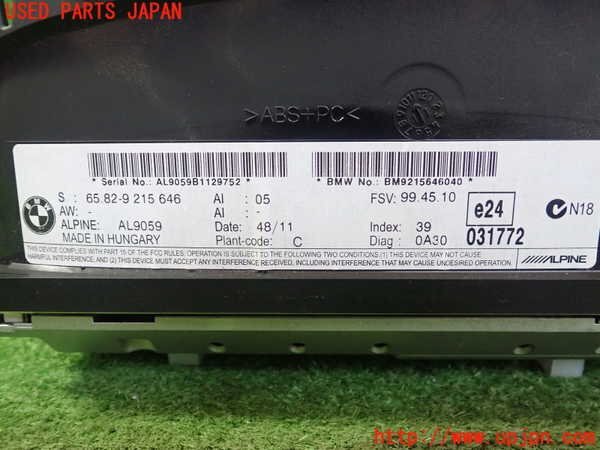 USED PARTS JAPAN
>ABS+PC<
* Serial No.: AL9059B1129752 *
* BMW No.: BM9215646040 *
S : 65.82-9 215 646 AI : 05 FSV: 99.45.10 e24 N18
AW: - AI : -
ALPINE: AL9059 Date: 48/11 Index: 39 031772
MADE IN HUNGARY Plant-code: C Diag : 0A30
THIS DEVICE COMPLIES WITH PART 15 OF THE FCC RULES; OPERATION IS SUBJECT TO THE FOLLOWING TWO CONDITIONS:(1) THIS DEVICE MAY NOT CAUSE
HARMFUL INTERFERENCE, AND (2) THIS DEVICE MUST ACCEPT ANY INTERFERENCE RECEIVED, INCLUDING INTERFERENCE THAT MAY CAUSE UNDESIRED OPERATION.
ALPINE
http://www.upjpn.com